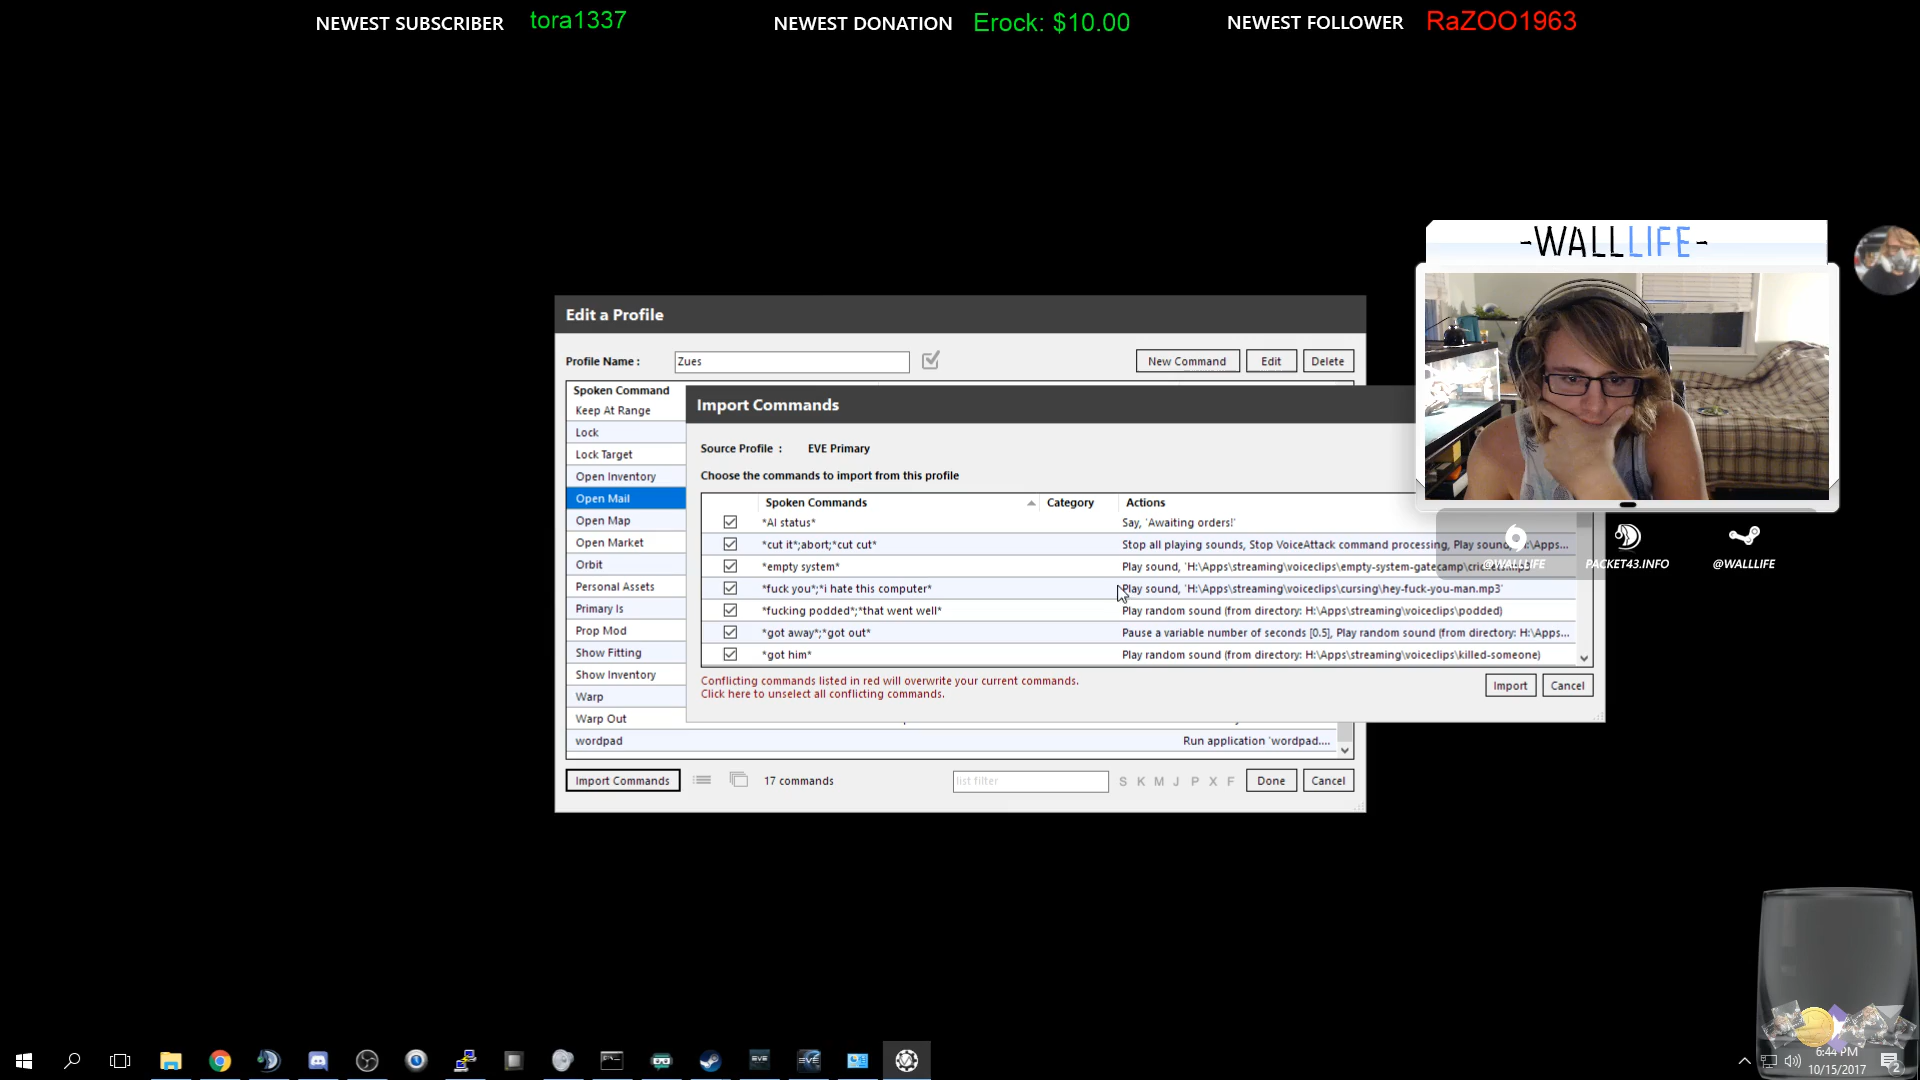 NEWEST SUBSCRIBER tora1337 NEWEST DONATION Erock: $10.00 NEWEST FOLLOWER RaZOO1963
-WALLLIFE-
Edit a Profile
Profile Name : Zues New Command Edit Delete
Spoken Command
Keep At Range
Lock
Lock Target
Open Inventory
Open Mail
Open Map
Open Market
Orbit
Personal Assets
Primary Is
Prop Mod
Show Fitting
Show Inventory
Warp
Warp Out
wordpad Run application 'wordpad....
Import Commands
Source Profile : EVE Primary
Choose the commands to import from this profile
Spoken Commands Category Actions
*AI status* Say, 'Awaiting orders!'
*cut it*;abort;*cut cut* Stop all playing sounds, Stop VoiceAttack command processing, Play sound, 'H:\Apps...
*empty system* Play sound, 'H:\Apps\streaming\voiceclips\empty-system-gatecamp\crickets.mp3'
*fuck you*;*i hate this computer* Play sound, 'H:\Apps\streaming\voiceclips\cursing\hey-fuck-you-man.mp3'
*fucking podded*;*that went well* Play random sound (from directory: H:\Apps\streaming\voiceclips\podded)
*got away*;*got out* Pause a variable number of seconds [0.5], Play random sound (from directory: H:\Apps...
*got him* Play random sound (from directory: H:\Apps\streaming\voiceclips\killed-someone)
Conflicting commands listed in red will overwrite your current commands.
Click here to unselect all conflicting commands.
Import Cancel
@WALLLIFE PACKET43.INFO @WALLLIFE
Import Commands 17 commands list filter S K M J P X F Done Cancel
EVE EVE
6:44 PM
10/15/2017
2